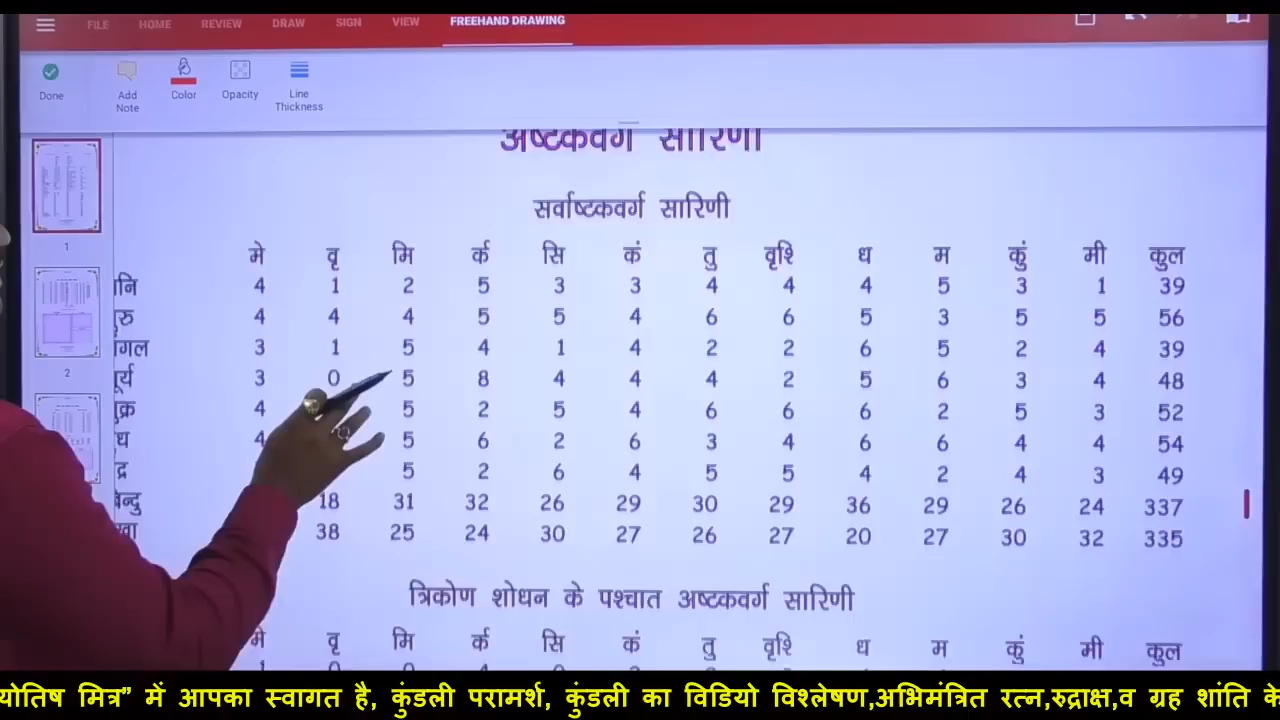 FILE HOME REVIEW DRAW SIGN VIEW FREEHAND DRAWING
Done Add Note Color Opacity Line Thickness
अष्टकवर्ग सारिणी
सर्वाष्टकवर्ग सारिणी
मे वृ मि र्क सि कं तु वृश्चि ध म कुं मी कुल
नि 4 1 2 5 3 3 4 4 4 5 3 1 39
ुरु 4 4 4 5 5 4 6 6 5 3 5 5 56
ंगल 3 1 5 4 1 4 2 2 6 5 2 4 39
ूर्य 3 0 5 8 4 4 4 2 5 6 3 4 48
ुक्र 4 5 2 5 4 6 6 6 2 5 3 52
ध 4 5 6 2 6 3 4 6 6 4 4 54
द्र 5 2 6 4 5 5 4 2 4 3 49
बिन्दु 18 31 32 26 29 30 29 36 29 26 24 337
खा 38 25 24 30 27 26 27 20 27 30 32 335
त्रिकोण शोधन के पश्चात अष्टकवर्ग सारिणी
मे वृ मि र्क सि कं तु वृश्चि ध म कुं मी कुल
1
2
योतिष मित्र” में आपका स्वागत है, कुंडली परामर्श, कुंडली का विडियो विश्लेषण,अभिमंत्रित रत्न,रुद्राक्ष,व ग्रह शांति के